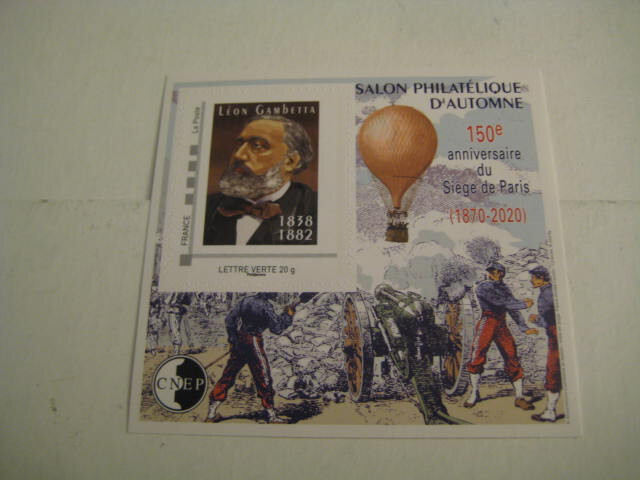 SALON PHILATÉLIQUE
D'AUTOMNE
150e
anniversaire
du
Siège de Paris
(1870-2020)
LÉON GAMBETTA
1838
1882
La Poste
FRANCE
LETTRE VERTE 20 g
CNEP